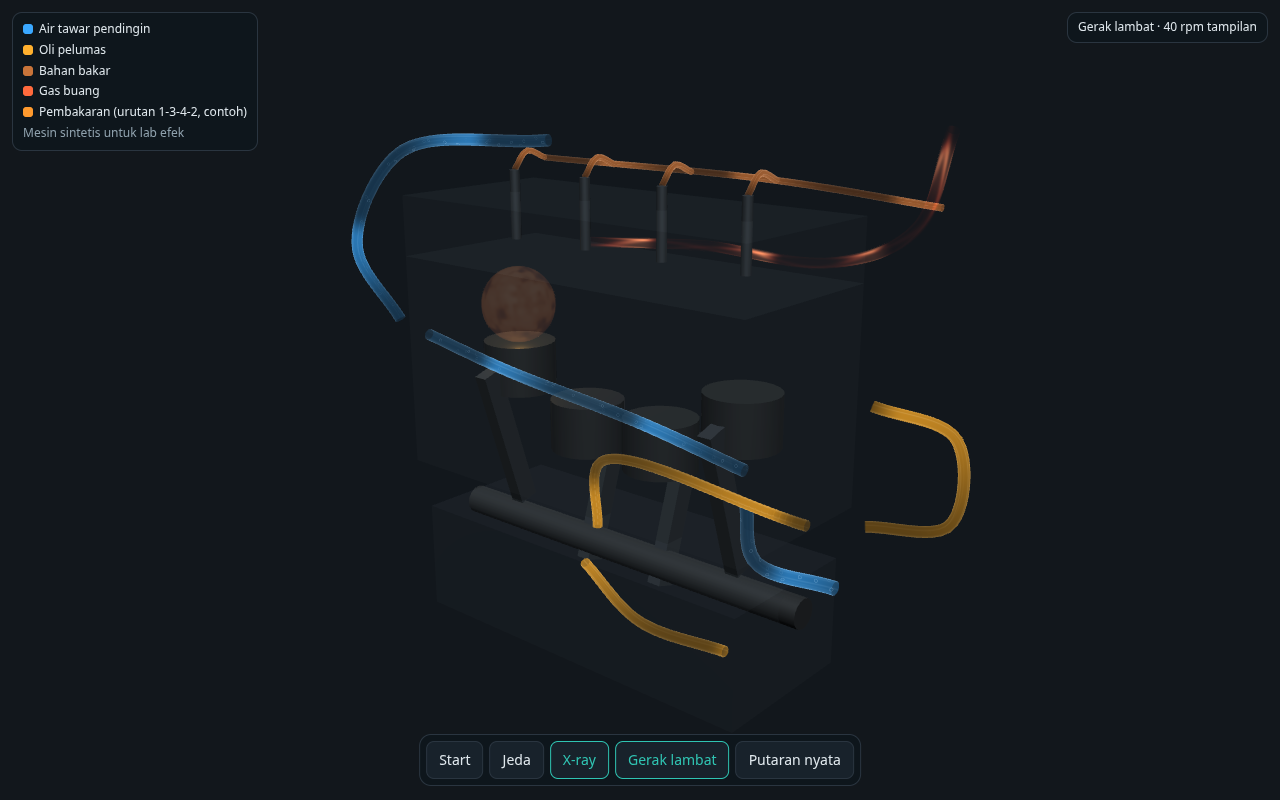 Air tawar pendingin
Oli pelumas
Bahan bakar
Gas buang
Pembakaran (urutan 1-3-4-2, contoh)
Mesin sintetis untuk lab efek
Gerak lambat · 40 rpm tampilan
Start
Jeda
X-ray
Gerak lambat
Putaran nyata